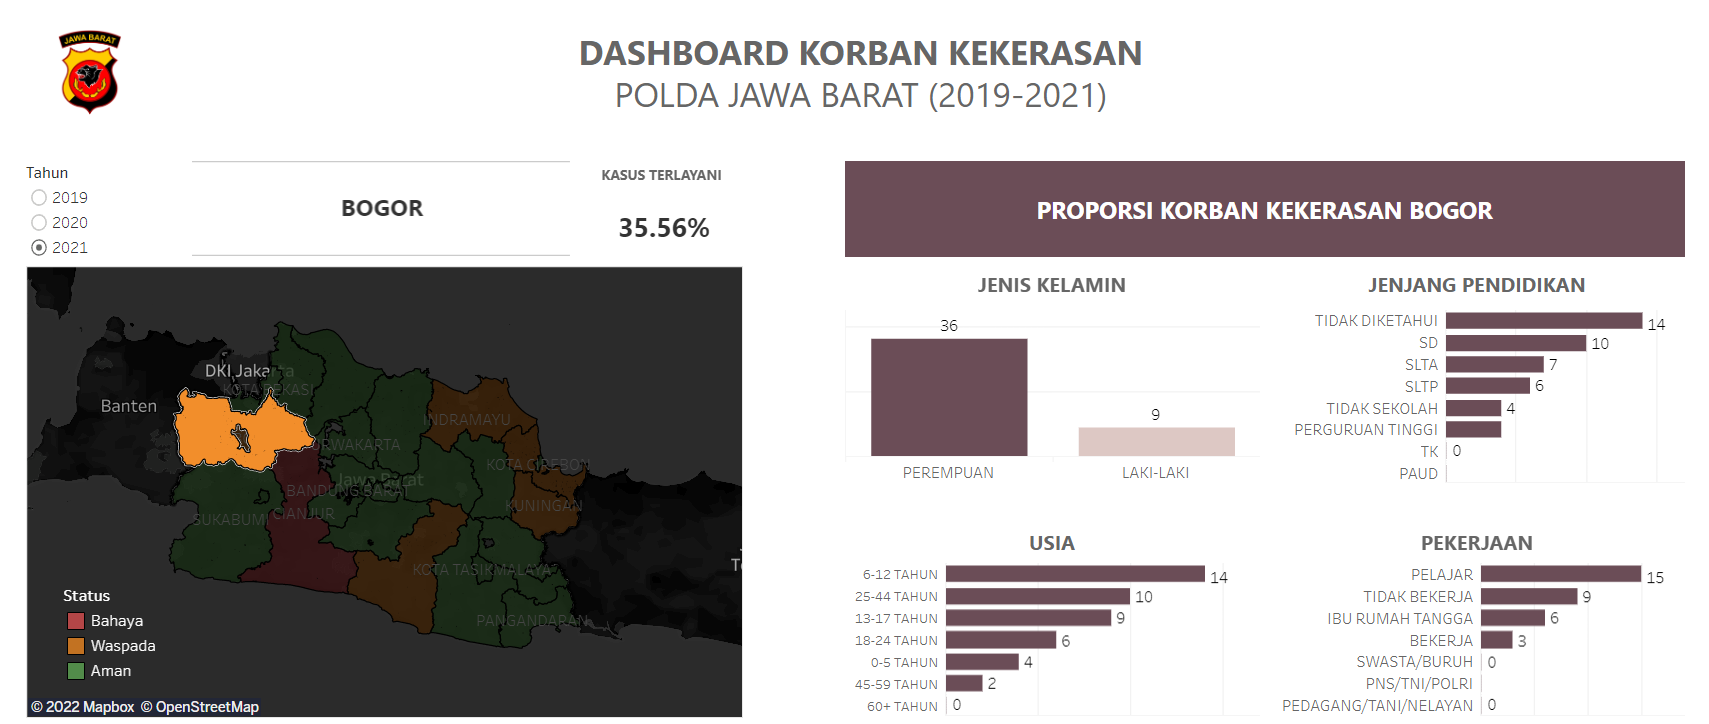 JAWA BARAT
DASHBOARD KORBAN KEKERASAN
POLDA JAWA BARAT (2019-2021)
Tahun
2019
2020
2021
BOGOR
KASUS TERLAYANI
35.56%
DKI Jakarta
KOTA BEKASI
Banten
INDRAMAYU
PURWAKARTA
KOTA CIREBON
Jawa Barat
BANDUNG BARAT
KUNINGAN
SUKABUMI
CIANJUR
KOTA TASIKMALAYA
PANGANDARAN
Status
Bahaya
Waspada
Aman
© 2022 Mapbox © OpenStreetMap
PROPORSI KORBAN KEKERASAN BOGOR
JENIS KELAMIN
36
9
PEREMPUAN
LAKI-LAKI
JENJANG PENDIDIKAN
TIDAK DIKETAHUI 14
SD 10
SLTA 7
SLTP 6
TIDAK SEKOLAH 4
PERGURUAN TINGGI
TK 0
PAUD
USIA
6-12 TAHUN 14
25-44 TAHUN 10
13-17 TAHUN 9
18-24 TAHUN 6
0-5 TAHUN 4
45-59 TAHUN 2
60+ TAHUN 0
PEKERJAAN
PELAJAR 15
TIDAK BEKERJA 9
IBU RUMAH TANGGA 6
BEKERJA 3
SWASTA/BURUH 0
PNS/TNI/POLRI
PEDAGANG/TANI/NELAYAN 0